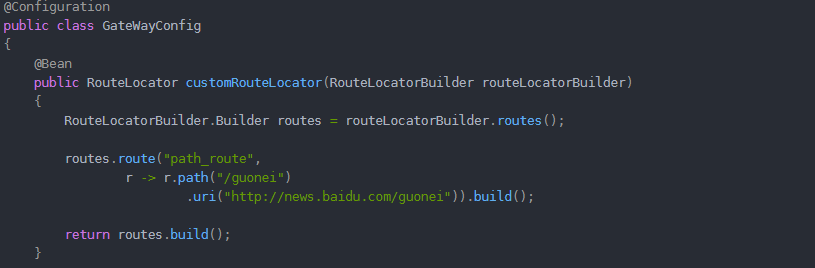 @Configuration
public class GateWayConfig
{
    @Bean
    public RouteLocator customRouteLocator(RouteLocatorBuilder routeLocatorBuilder)
    {
        RouteLocatorBuilder.Builder routes = routeLocatorBuilder.routes();

        routes.route("path_route",
                r -> r.path("/guonei")
                        .uri("http://news.baidu.com/guonei")).build();

        return routes.build();
    }